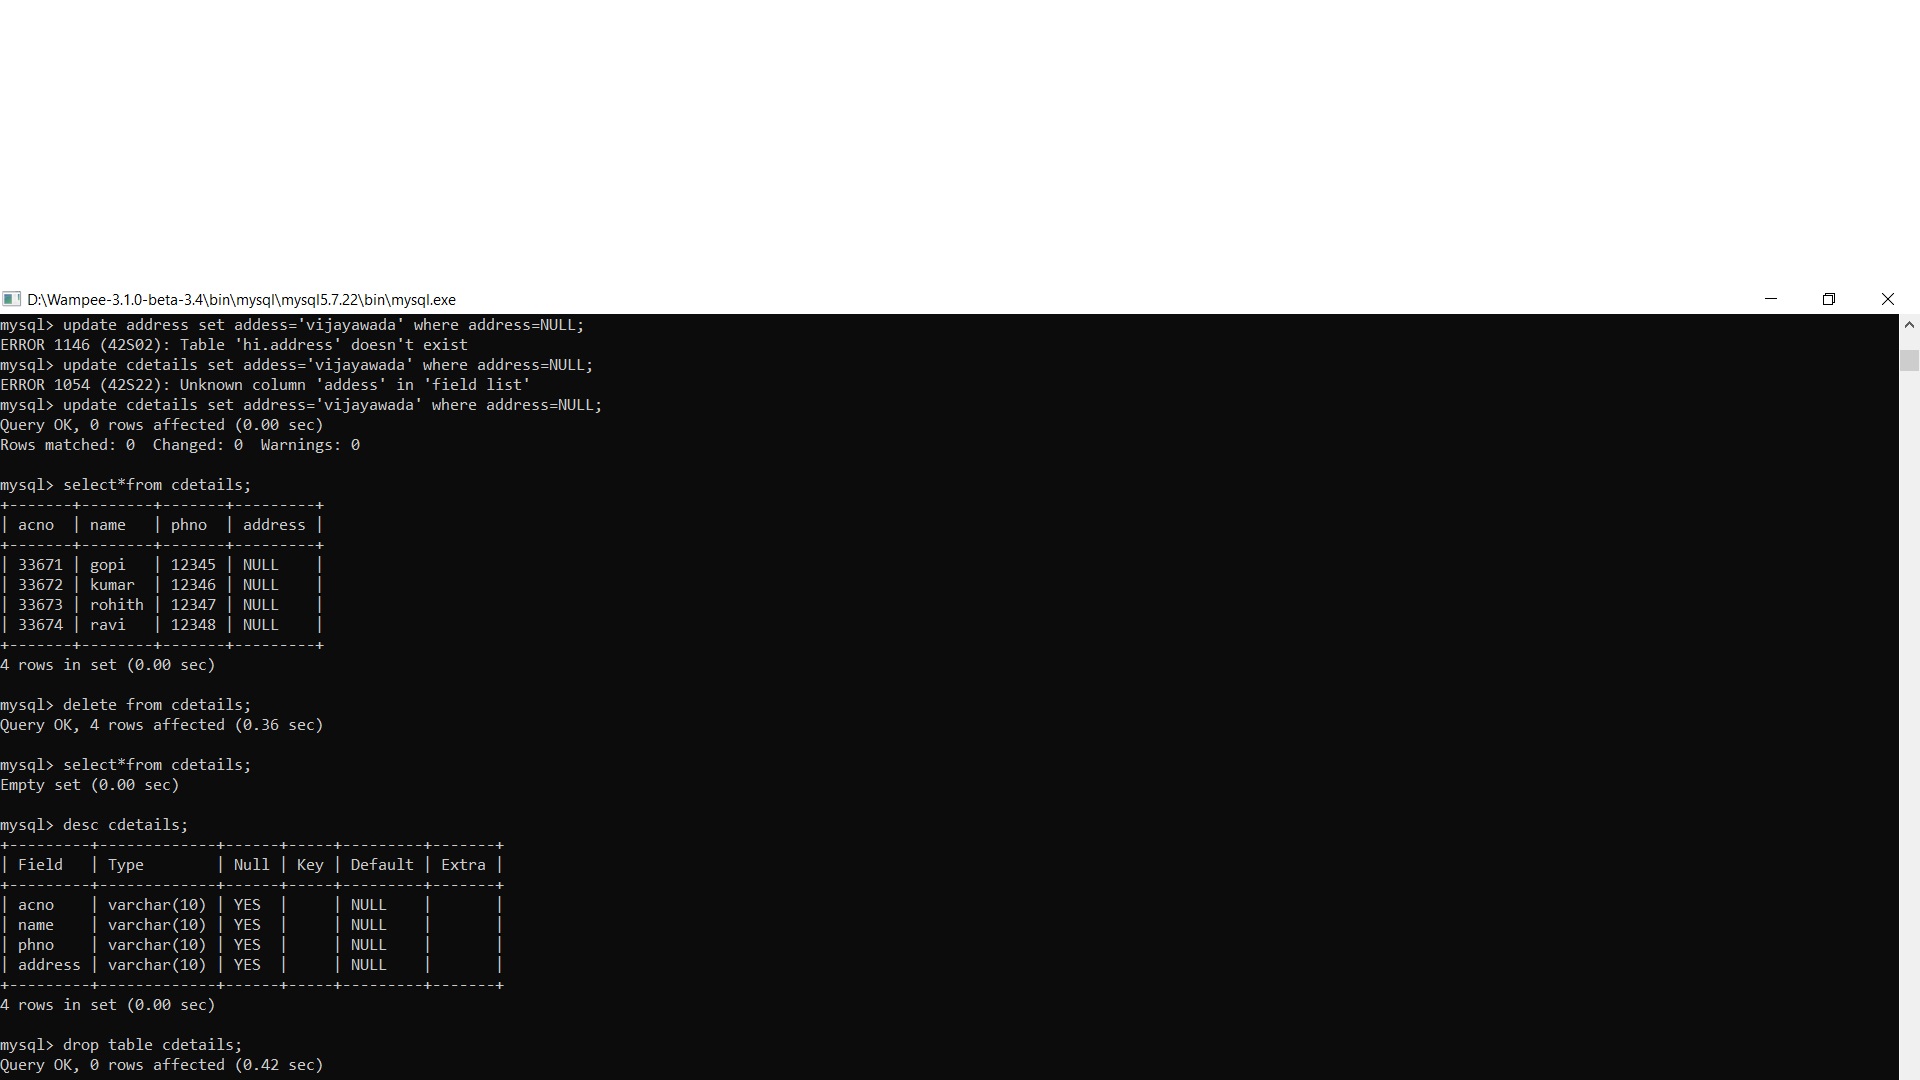 D:\Wampee-3.1.0-beta-3.4\bin\mysql\mysql5.7.22\bin\mysql.exe
mysql> update address set addess='vijayawada' where address=NULL;
ERROR 1146 (42S02): Table 'hi.address' doesn't exist
mysql> update cdetails set addess='vijayawada' where address=NULL;
ERROR 1054 (42S22): Unknown column 'addess' in 'field list'
mysql> update cdetails set address='vijayawada' where address=NULL;
Query OK, 0 rows affected (0.00 sec)
Rows matched: 0  Changed: 0  Warnings: 0

mysql> select*from cdetails;
+-------+--------+-------+---------+
| acno  | name   | phno  | address |
+-------+--------+-------+---------+
| 33671 | gopi   | 12345 | NULL    |
| 33672 | kumar  | 12346 | NULL    |
| 33673 | rohith | 12347 | NULL    |
| 33674 | ravi   | 12348 | NULL    |
+-------+--------+-------+---------+
4 rows in set (0.00 sec)

mysql> delete from cdetails;
Query OK, 4 rows affected (0.36 sec)

mysql> select*from cdetails;
Empty set (0.00 sec)

mysql> desc cdetails;
+---------+-------------+------+-----+---------+-------+
| Field   | Type        | Null | Key | Default | Extra |
+---------+-------------+------+-----+---------+-------+
| acno    | varchar(10) | YES  |     | NULL    |       |
| name    | varchar(10) | YES  |     | NULL    |       |
| phno    | varchar(10) | YES  |     | NULL    |       |
| address | varchar(10) | YES  |     | NULL    |       |
+---------+-------------+------+-----+---------+-------+
4 rows in set (0.00 sec)

mysql> drop table cdetails;
Query OK, 0 rows affected (0.42 sec)